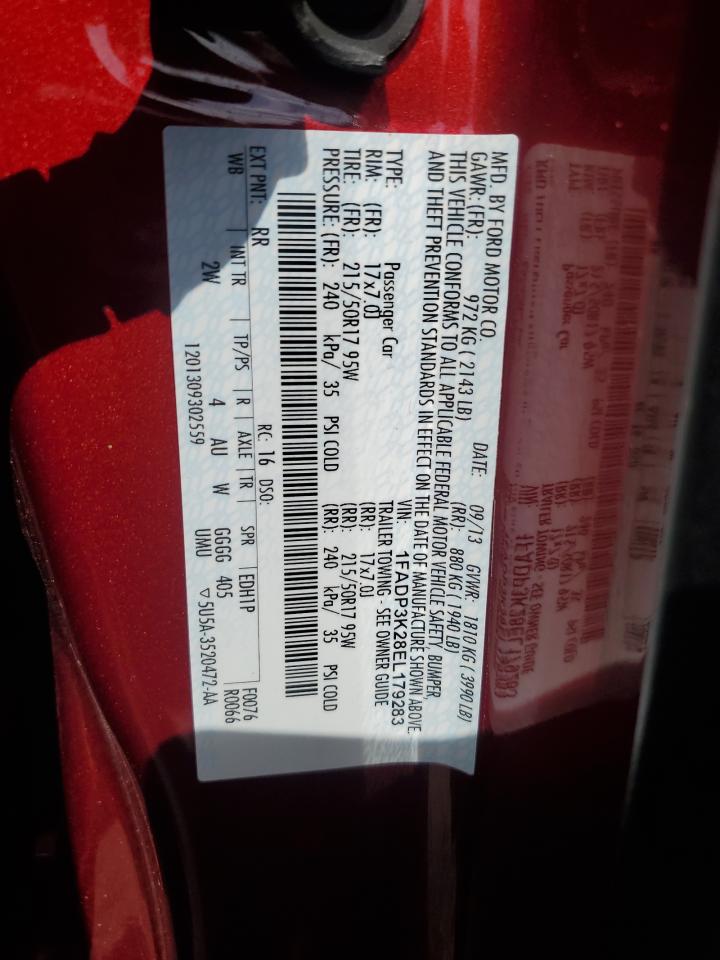 MFD. BY FORD MOTOR CO. DATE: 09/13 GVWR: 1810 KG ( 3990 LB)
GAWR: (FR): 972 KG ( 2143 LB) (RR): 880 KG ( 1940 LB)
THIS VEHICLE CONFORMS TO ALL APPLICABLE FEDERAL MOTOR VEHICLE SAFETY, BUMPER,
AND THEFT PREVENTION STANDARDS IN EFFECT ON THE DATE OF MANUFACTURE SHOWN ABOVE.
VIN: 1FADP3K28EL179283
TYPE: Passenger Car TRAILER TOWING - SEE OWNER GUIDE
RIM: (FR): 17x7.0J (RR): 17x7.0J
TIRE: (FR): 215/50R17 95W (RR): 215/50R17 95W
PRESSURE: (FR): 240 kPa/ 35 PSI COLD (RR): 240 kPa/ 35 PSI COLD
EXT PNT: RR RC: 16 DSO: F0076
WB INT TR TP/PS R AXLE TR SPR EDH1P R0066
2W 4 AU W GGGG 405
UMU ▽5U5A-3520472-AA
1201309302559